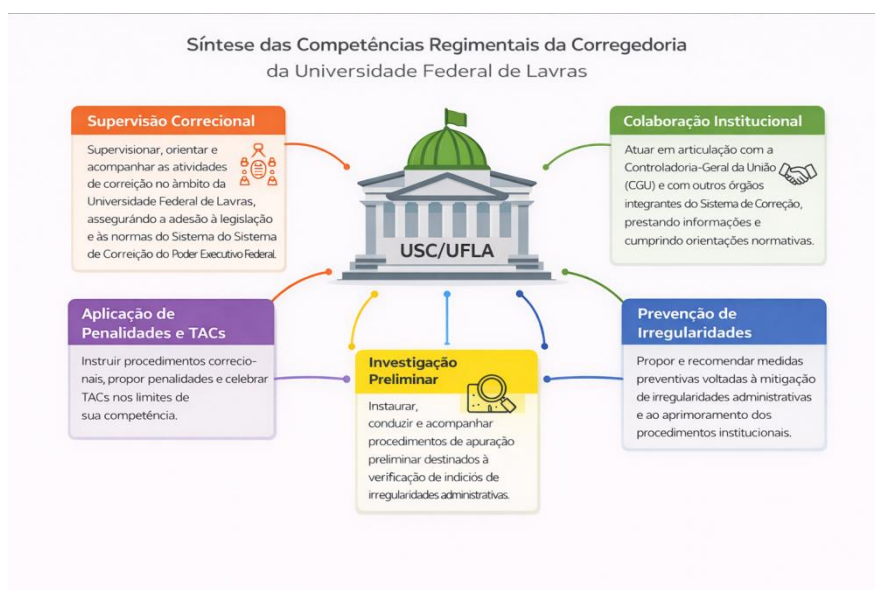 Síntese das Competências Regimentais da Corregedoria
da Universidade Federal de Lavras
Supervisão Correcional
Supervisionar, orientar e
acompanhar as atividades
de correição no âmbito da
Universidade Federal de Lavras,
assegurándo a adesão à legislação
e às normas do Sistema do Sistema
de Correição do Poder Executivo Federal.
Colaboração Institucional
Atuar em articulação com a
Controladoria-Geral da União
(CGU) e com outros órgãos
integrantes do Sistema de Correção,
prestando informações e
cumprindo orientações normativas.
USC/UFLA
Aplicação de
Penalidades e TACs
Instruir procedimentos correcio-
nais, propor penalidades e celebrar
TACs nos limites de
sua competéncia.
Investigação
Preliminar
Instaurar,
conduzir e acompanhar
procedimentos de apuração
preliminar destinados à
verificação de indiciós de
irregularidades administrativas.
Prevenção de
Irregularidades
Propor e recomendar medidas
preventivas voltadas à mitigação
de irregularidades administrativas
e ao aprimoramento dos
procedimentos institucionais.